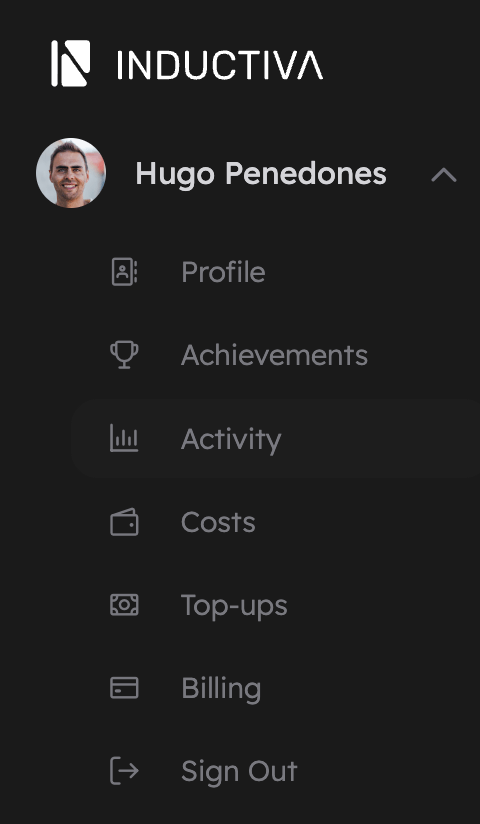 INDUCTIVA
Hugo Penedones
Profile
Achievements
Activity
Costs
Top-ups
Billing
Sign Out